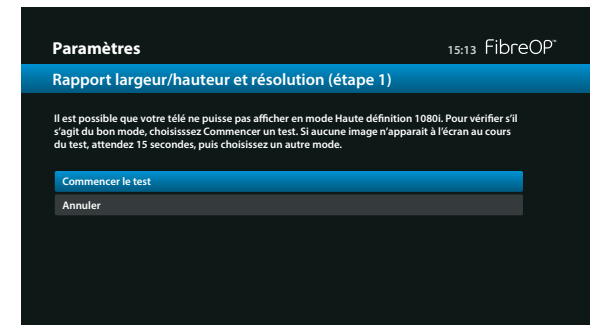 Paramètres
15:13 FibreOP™
Rapport largeur/hauteur et résolution (étape 1)
Il est possible que votre télé ne puisse pas afficher en mode Haute définition 1080i. Pour vérifier s'il
s'agit du bon mode, choisisssez Commencer un test. Si aucune image n'apparait à l'écran au cours
du test, attendez 15 secondes, puis choisissez un autre mode.
Commencer le test
Annuler